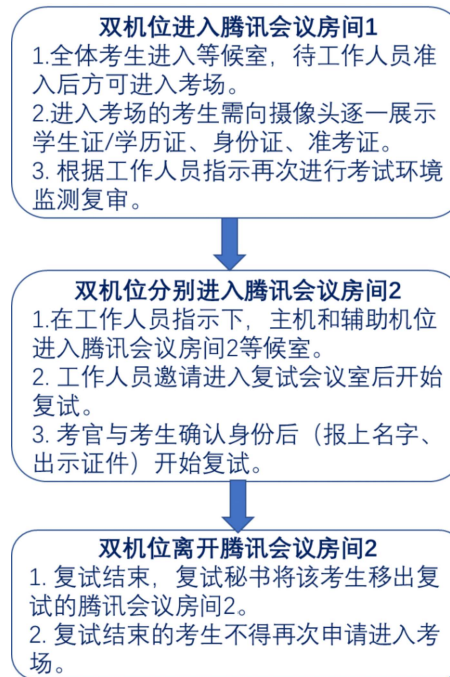 双机位进入腾讯会议房间1
1.全体考生进入等候室，待工作人员准
入后方可进入考场。
2.进入考场的考生需向摄像头逐一展示
学生证/学历证、身份证、准考证。
3. 根据工作人员指示再次进行考试环境
监测复审。
双机位分别进入腾讯会议房间2
1.在工作人员指示下，主机和辅助机位
进入腾讯会议房间2等候室。
2. 工作人员邀请进入复试会议室后开始
复试。
3. 考官与考生确认身份后（报上名字、
出示证件）开始复试。
双机位离开腾讯会议房间2
1. 复试结束，复试秘书将该考生移出复
试的腾讯会议房间2。
2. 复试结束的考生不得再次申请进入考
场。